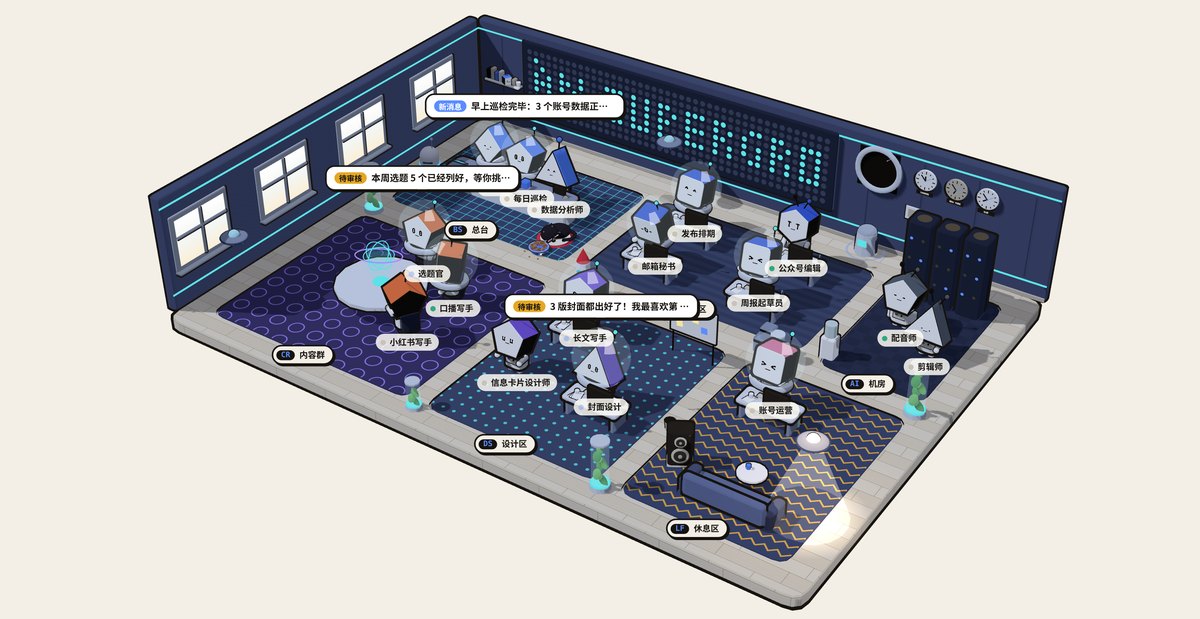 新消息 早上巡检完毕：3 个账号数据正…
待审核 本周选题 5 个已经列好，等你挑…
每日巡检
数据分析师
BS 总台
发布排期
选题官
邮箱秘书
公众号编辑
口播写手
周报起草员
待审核 3 版封面都出好了！我最喜欢第 …
区
小红书写手
长文写手
配音师
CR 内容群
剪辑师
信息卡片设计师
AI 机房
封面设计
账号运营
DS 设计区
LF 休息区